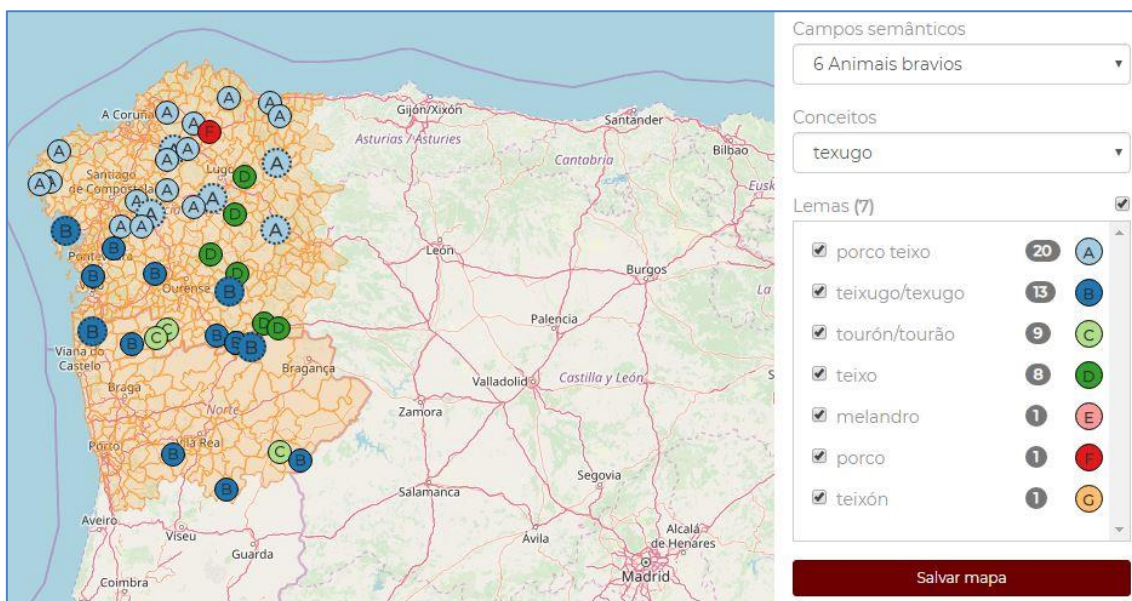 Campos semânticos
6 Animais bravios
Conceitos
texugo
Lemas (7)
porco teixo 20 A
teixugo/texugo 13 B
tourón/tourão 9 C
teixo 8 D
melandro 1 E
porco 1 F
teixón 1 G
Salvar mapa
A Coruña
Santiago
de Compostela
Lugo
Pontevedra
Vigo
Ourense
Viana do
Castelo
Braga
Bragança
Norte
Vila Real
Porto
Aveiro
Viseu
Guarda
Coimbra
Gijón/Xixón
Asturias / Asturies
Santander
Cantabria
Bilbao
León
Burgos
Palencia
Valladolid
Castilla y León
Zamora
Salamanca
Segovia
Ávila
Alcalá
de Henares
Madrid
A
A
A
A
A
F
A
A
A
A
A
D
A
A
A
A
A
D
A
A
A
B
B
B
B
D
D
B
B
B
C
C
B
B
B
D
D
B
C
B
B